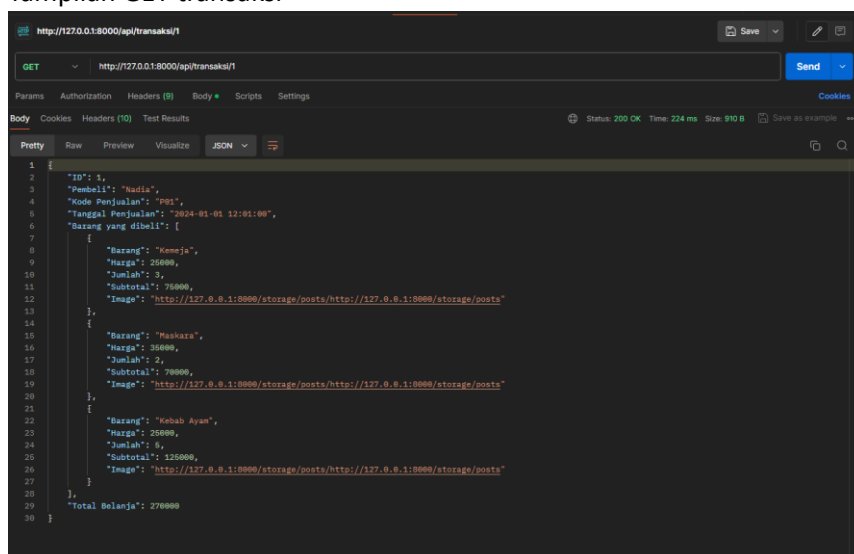 Tampilan GET transaksi
http://127.0.0.1:8000/api/transaksi/1
Save
GET http://127.0.0.1:8000/api/transaksi/1 Send
Params Authorization Headers (9) Body Scripts Settings Cookies
Body Cookies Headers (10) Test Results Status: 200 OK Time: 224 ms Size: 910 B Save as example
Pretty Raw Preview Visualize JSON
1 {
2 "ID": 1,
3 "Pembeli": "Nadia",
4 "Kode Penjualan": "P01",
5 "Tanggal Penjualan": "2024-01-01 12:01:00",
6 "Barang yang dibeli": [
7 {
8 "Barang": "Kemeja",
9 "Harga": 25000,
10 "Jumlah": 3,
11 "Subtotal": 75000,
12 "Image": "http://127.0.0.1:8000/storage/posts/http://127.0.0.1:8000/storage/posts"
13 },
14 {
15 "Barang": "Maskara",
16 "Harga": 35000,
17 "Jumlah": 2,
18 "Subtotal": 70000,
19 "Image": "http://127.0.0.1:8000/storage/posts/http://127.0.0.1:8000/storage/posts"
20 },
21 {
22 "Barang": "Kebab Ayam",
23 "Harga": 25000,
24 "Jumlah": 5,
25 "Subtotal": 125000,
26 "Image": "http://127.0.0.1:8000/storage/posts/http://127.0.0.1:8000/storage/posts"
27 }
28 ],
29 "Total Belanja": 270000
30 }